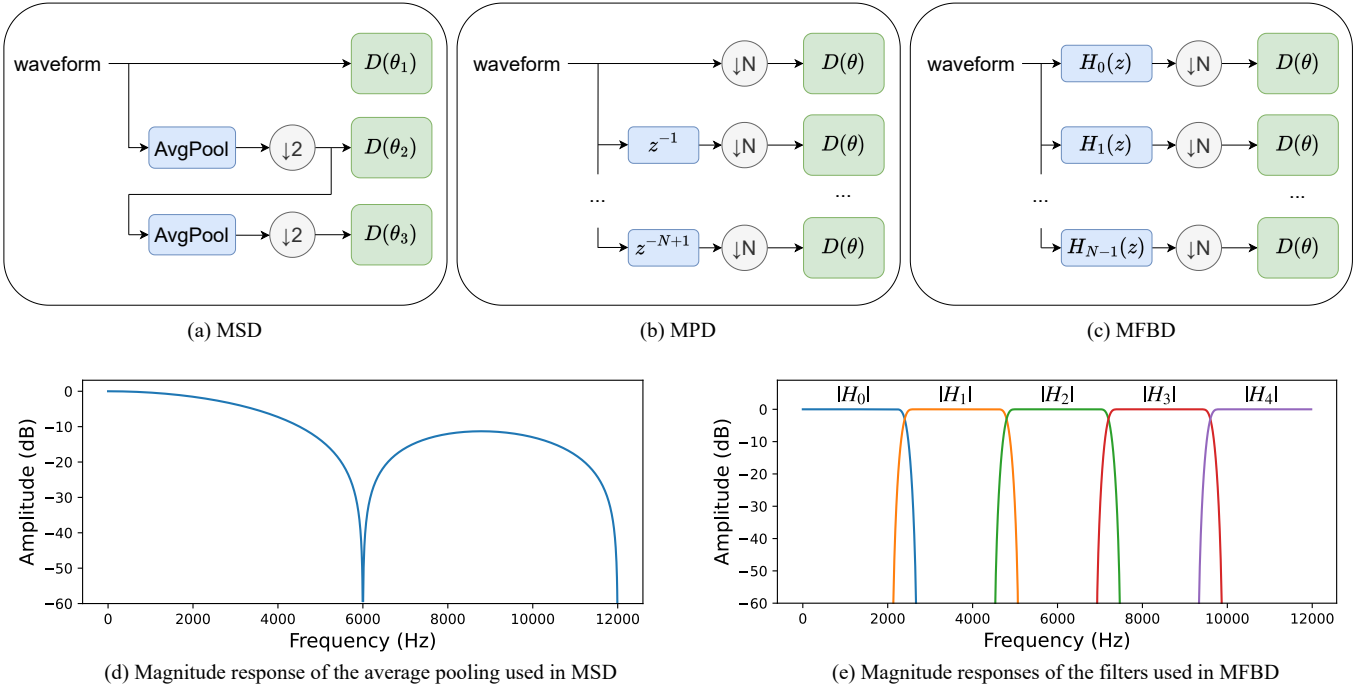 waveform
D(θ₁)
AvgPool
↓2
D(θ₂)
AvgPool
↓2
D(θ₃)
(a) MSD
waveform
↓N
D(θ)
z⁻¹
↓N
D(θ)
...
...
z⁻ᴺ⁺¹
↓N
D(θ)
(b) MPD
waveform
H₀(z)
↓N
D(θ)
H₁(z)
↓N
D(θ)
...
...
H_{N−1}(z)
↓N
D(θ)
(c) MFBD
Amplitude (dB)
0
−10
−20
−30
−40
−50
−60
0 2000 4000 6000 8000 10000 12000
Frequency (Hz)
(d) Magnitude response of the average pooling used in MSD
|H₀| |H₁| |H₂| |H₃| |H₄|
Amplitude (dB)
0
−10
−20
−30
−40
−50
−60
0 2000 4000 6000 8000 10000 12000
Frequency (Hz)
(e) Magnitude responses of the filters used in MFBD